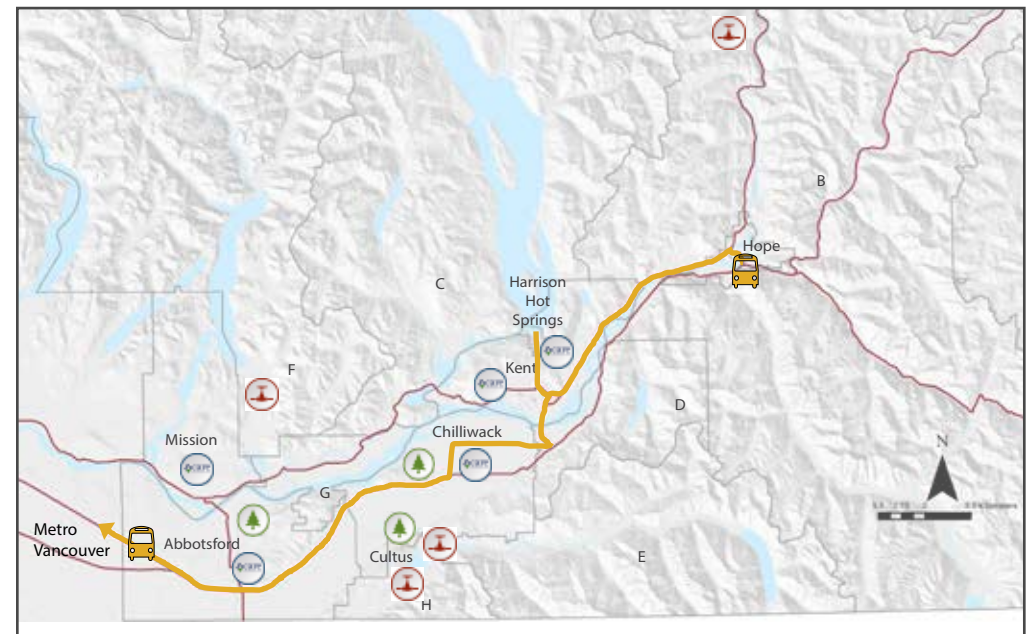 B
Hope
C
Harrison
Hot
Springs
Kent
F
D
Chilliwack
Mission
N
G
Metro
Vancouver
Abbotsford
Cultus
E
H